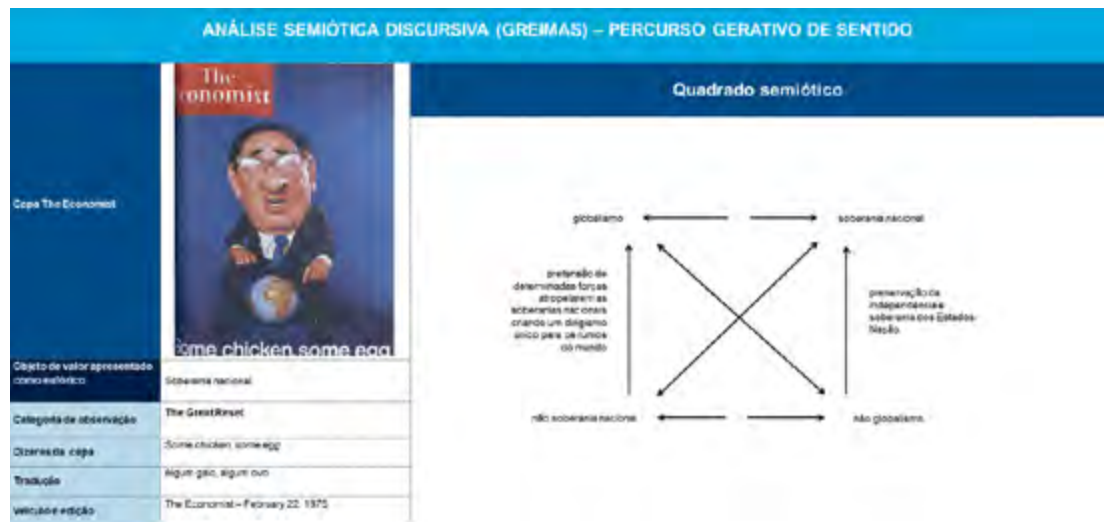 ANÁLISE SEMIÓTICA DISCURSIVA (GREIMAS) – PERCURSO GERATIVO DE SENTIDO
The
conomist
Quadrado semiótico
Capa The Economist
globalismo
soberania nacional
pretensão de
determinadas forças
atropelarem as
soberanias nacionais
criando um dirigismo
único para os rumos
do mundo
preservação da
independência e
soberania dos Estados-
Nação.
some chicken some egg
não soberania nacional
não globalismo
Objeto de valor apresentado
como eufórico
Soberania nacional
Categoria de observação
The Great Reset
Dizeres da capa
Some chicken, some egg
Tradução
Algum galo, algum ovo
Veículo e edição
The Economist – February 22, 1975